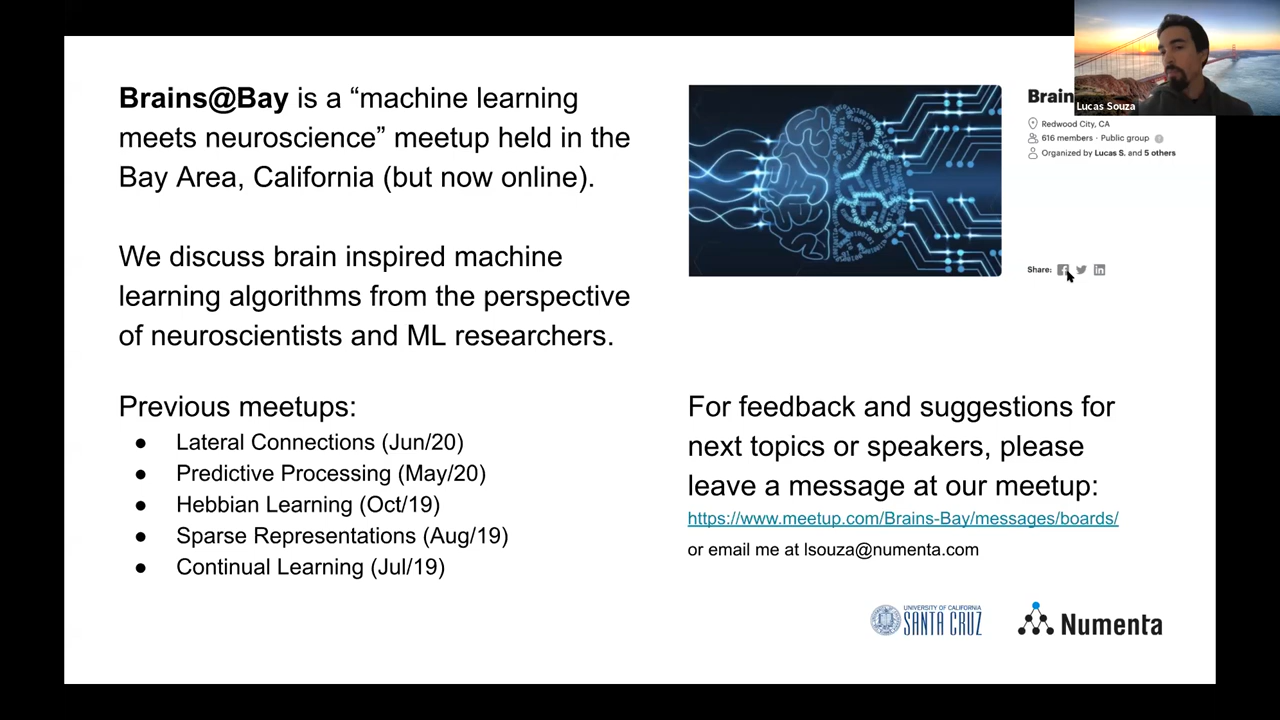 Brains@Bay is a “machine learning
meets neuroscience” meetup held in the
Bay Area, California (but now online).
We discuss brain inspired machine
learning algorithms from the perspective
of neuroscientists and ML researchers.
Previous meetups:
● Lateral Connections (Jun/20)
● Predictive Processing (May/20)
● Hebbian Learning (Oct/19)
● Sparse Representations (Aug/19)
● Continual Learning (Jul/19)
Brain
Lucas Souza
Redwood City, CA
616 members · Public group
Organized by Lucas S. and 5 others
Share:
For feedback and suggestions for
next topics or speakers, please
leave a message at our meetup:
https://www.meetup.com/Brains-Bay/messages/boards/
or email me at lsouza@numenta.com
UNIVERSITY OF CALIFORNIA
SANTA CRUZ
Numenta